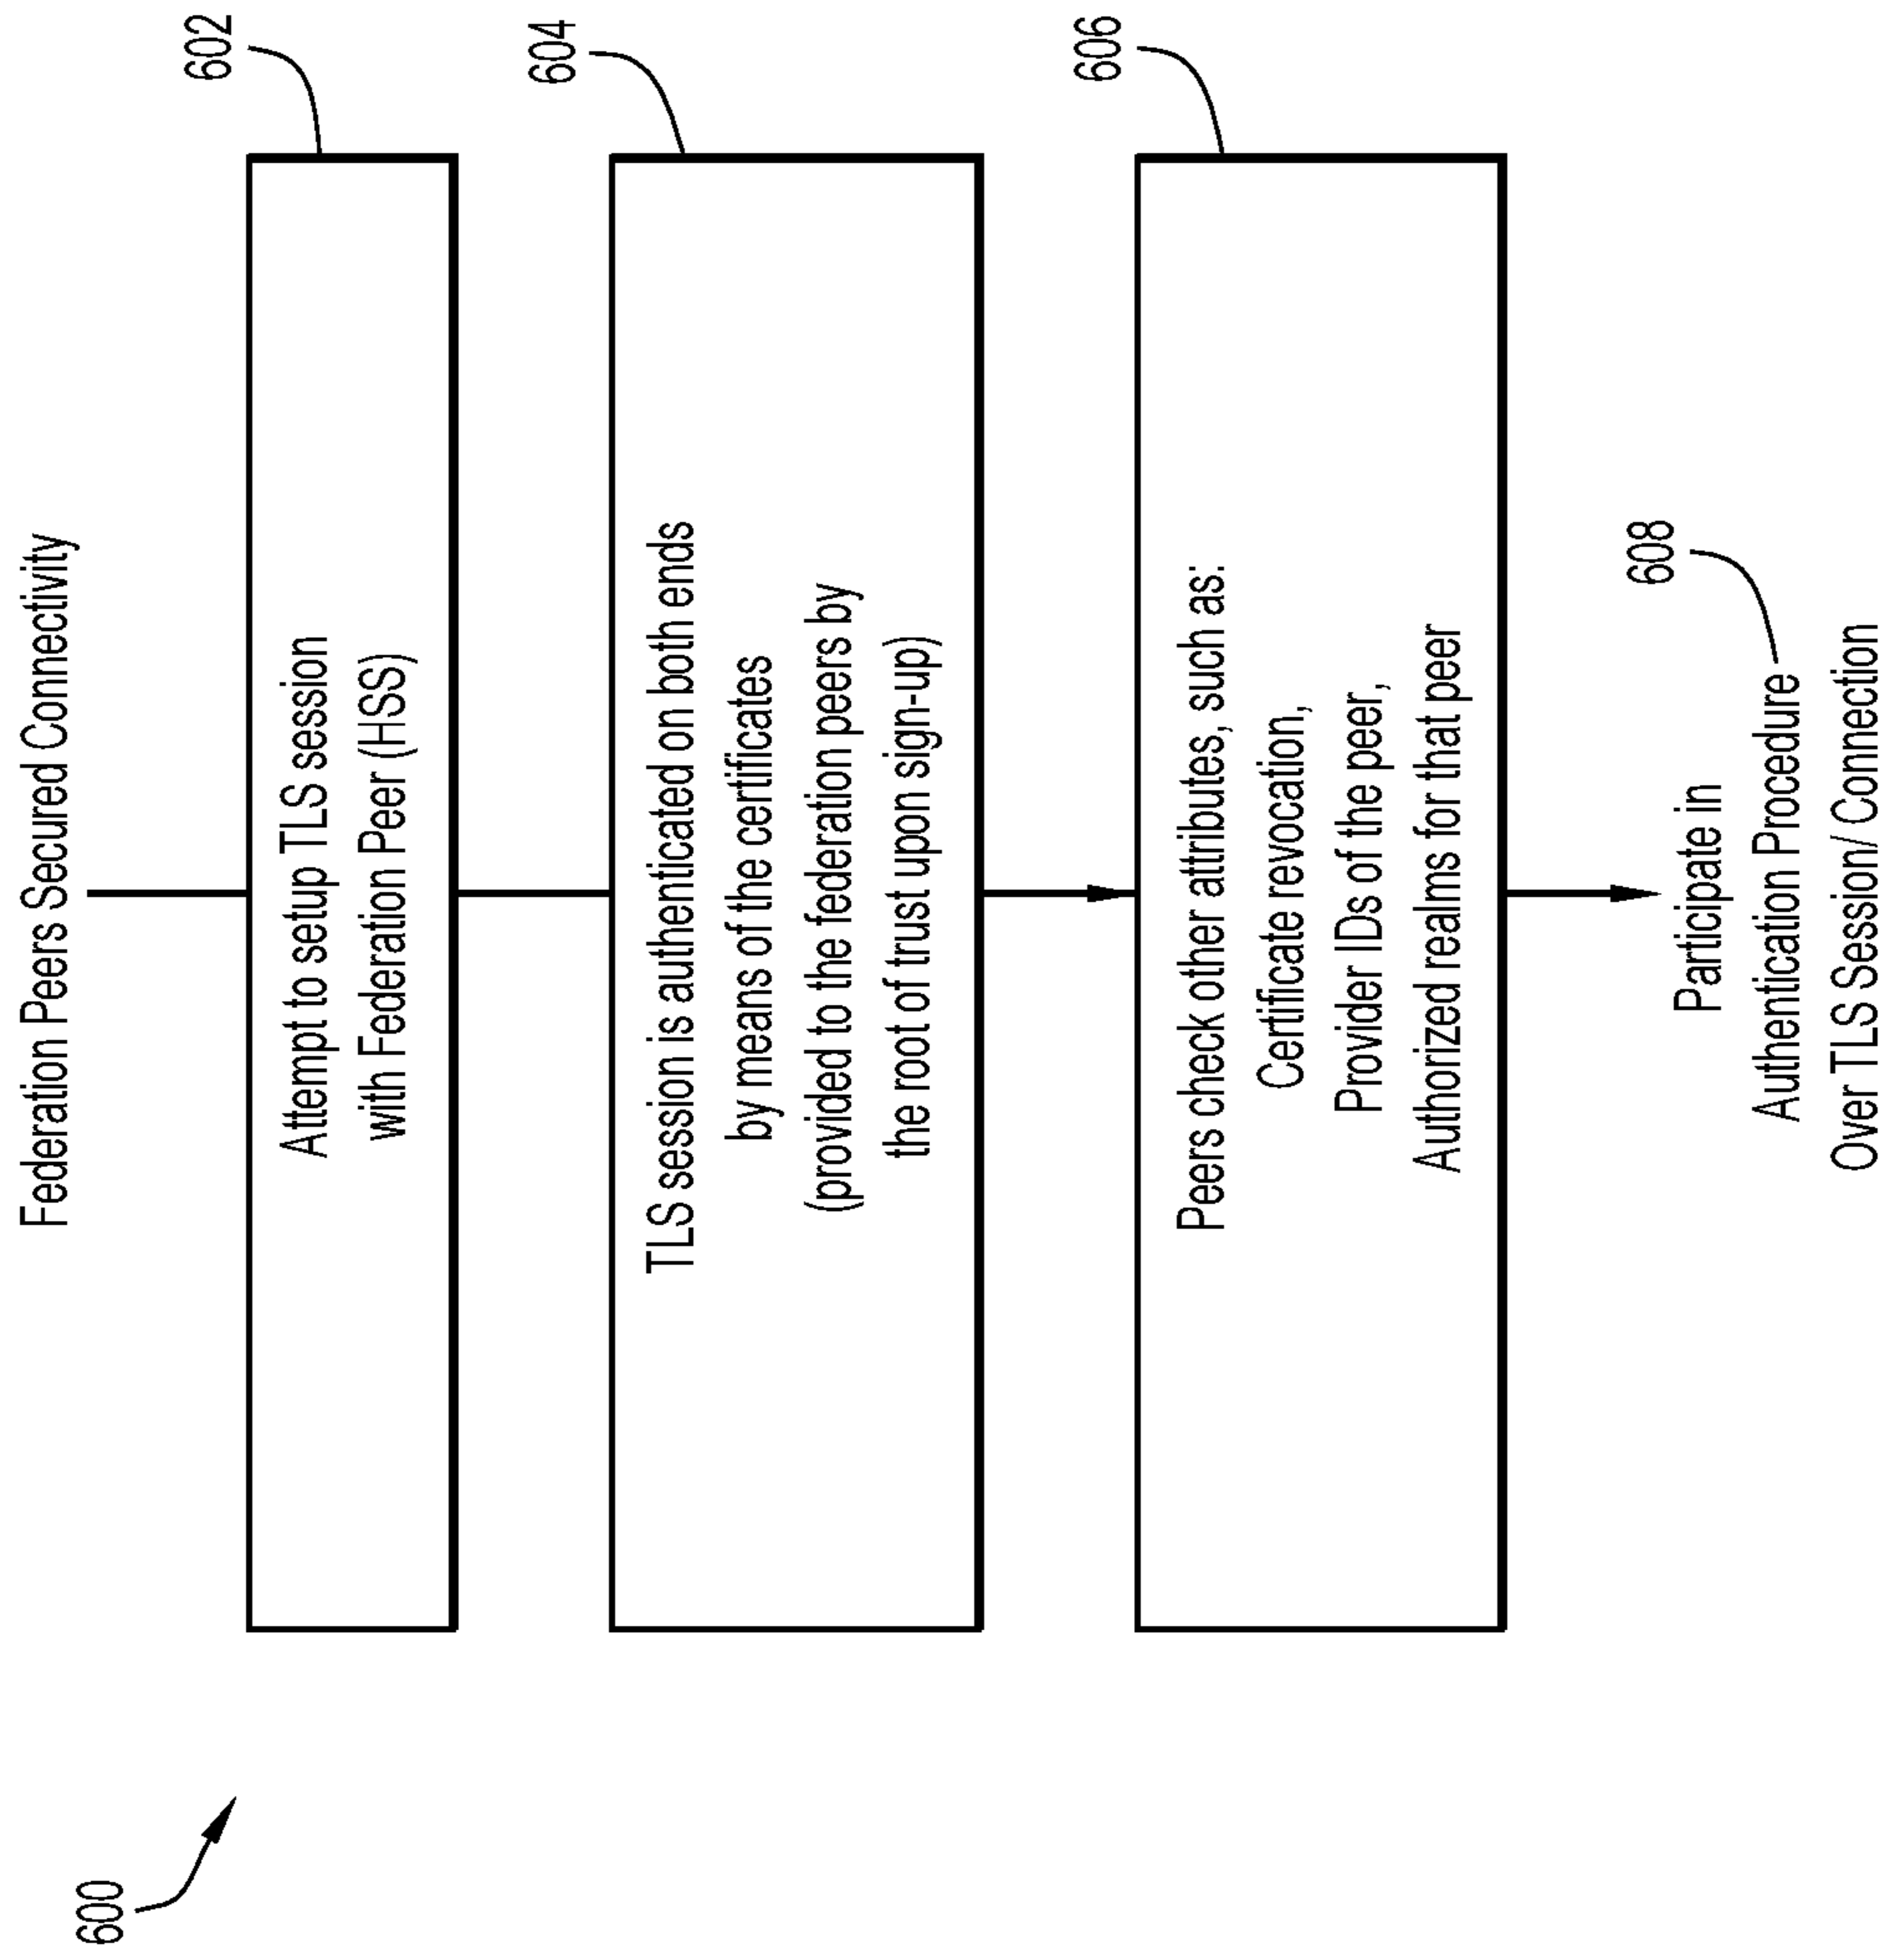 600
Federation Peers Secured Connectivity
602
Attempt to setup TLS session
with Federation Peer (HSS)
604
TLS session is authenticated on both ends
by means of the certificates
(provided to the federation peers by
the root of trust upon sign-up)
606
Peers check other attributes, such as:
Certificate revocation,
Provider IDs of the peer,
Authorized realms for that peer
608
Participate in
Authentication Procedure
Over TLS Session/ Connection